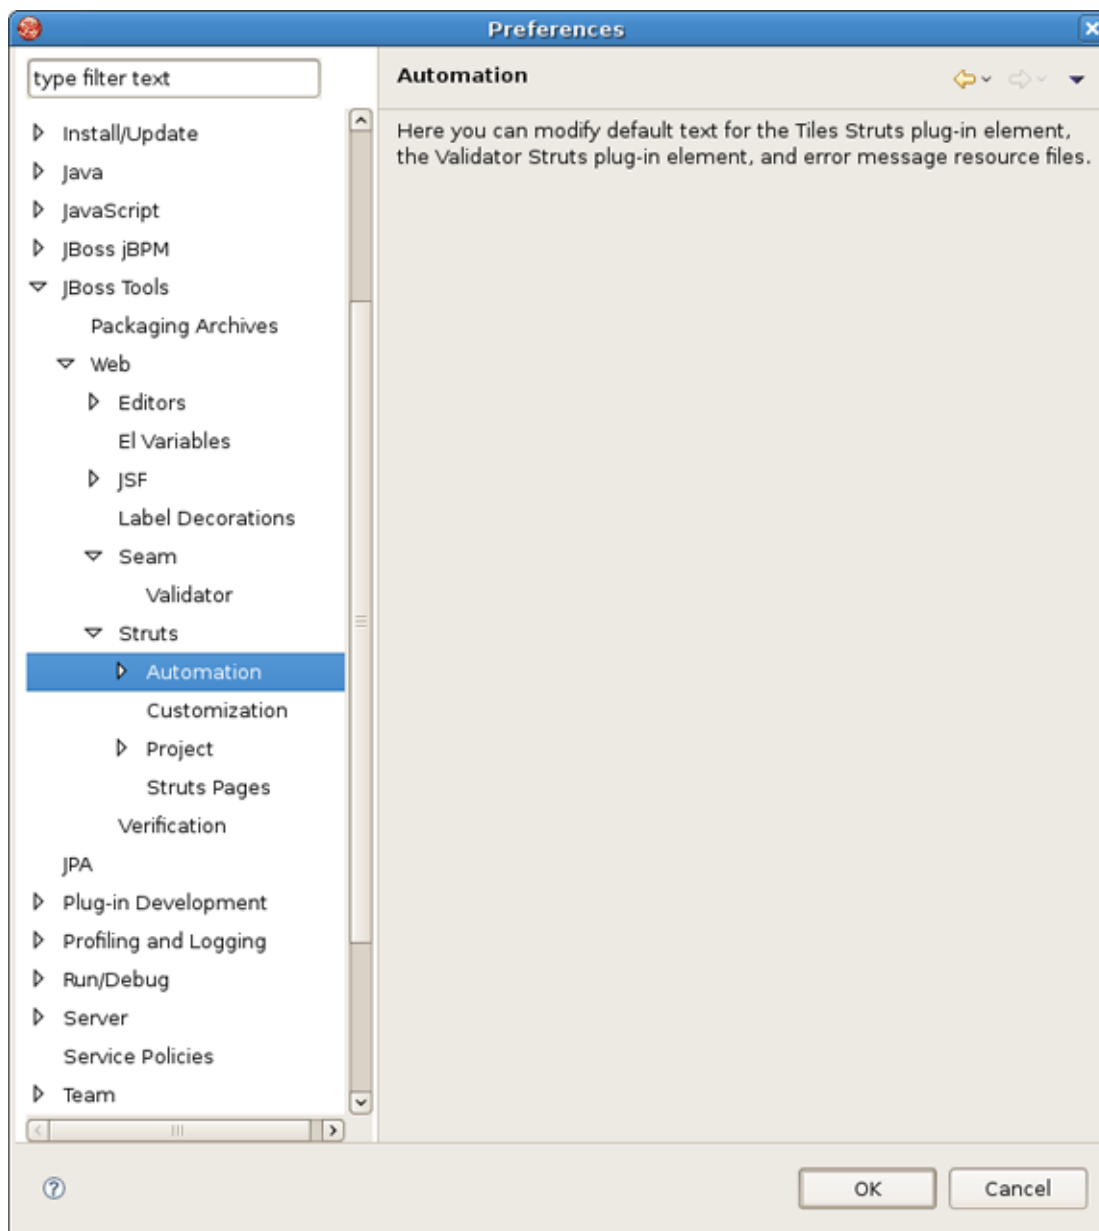 Preferences
type filter text
Automation
Here you can modify default text for the Tiles Struts plug-in element,
the Validator Struts plug-in element, and error message resource files.
Install/Update
Java
JavaScript
JBoss jBPM
JBoss Tools
Packaging Archives
Web
Editors
El Variables
JSF
Label Decorations
Seam
Validator
Struts
Automation
Customization
Project
Struts Pages
Verification
JPA
Plug-in Development
Profiling and Logging
Run/Debug
Server
Service Policies
Team
?
OK
Cancel